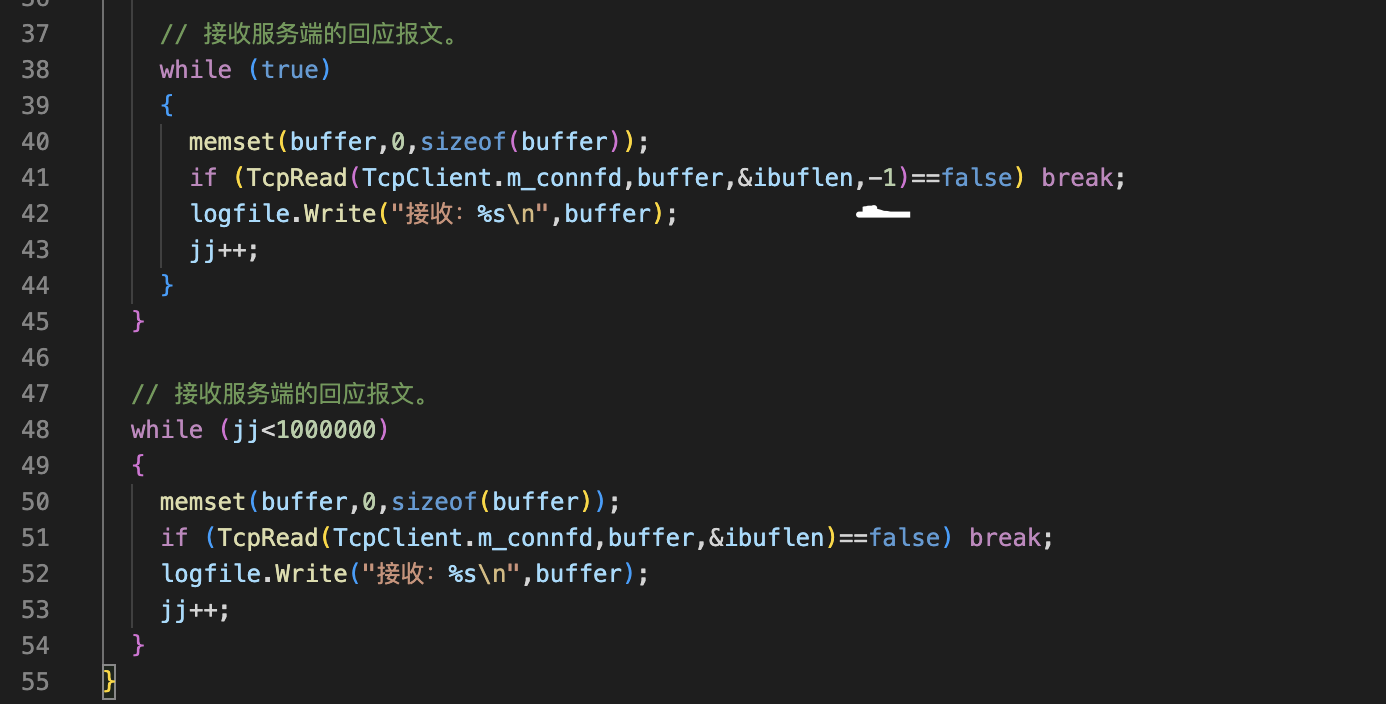 37 // 接收服务端的回应报文。
38 while (true)
39 {
40 memset(buffer,0,sizeof(buffer));
41 if (TcpRead(TcpClient.m_connfd,buffer,&ibuflen,-1)==false) break;
42 logfile.Write("接收：%s\n",buffer);
43 jj++;
44 }
45 }
46
47 // 接收服务端的回应报文。
48 while (jj<1000000)
49 {
50 memset(buffer,0,sizeof(buffer));
51 if (TcpRead(TcpClient.m_connfd,buffer,&ibuflen)==false) break;
52 logfile.Write("接收：%s\n",buffer);
53 jj++;
54 }
55 }